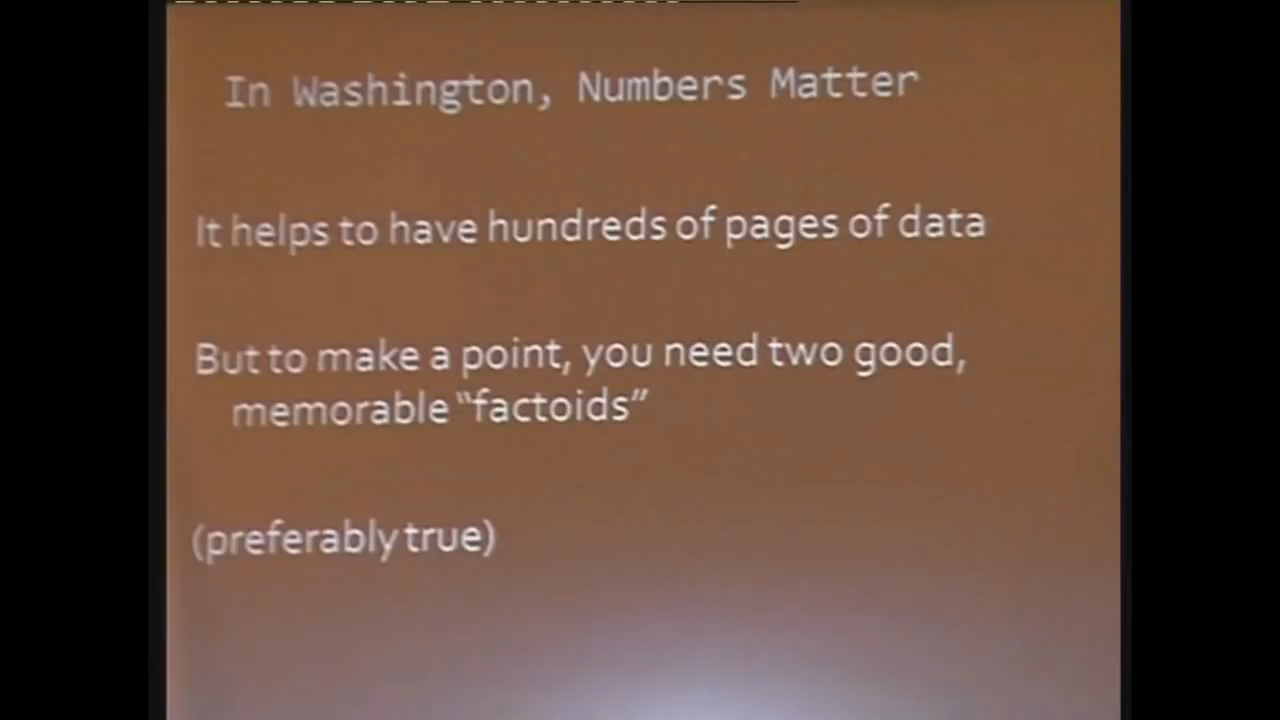 In Washington, Numbers Matter
It helps to have hundreds of pages of data
But to make a point, you need two good,
memorable “factoids”
(preferably true)